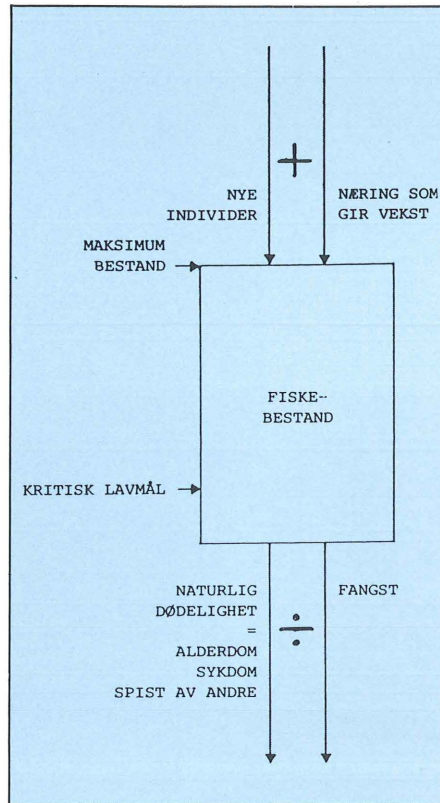 +
NYE
INDIVIDER
NÆRING SOM
GIR VEKST
MAKSIMUM
BESTAND
FISKE-
BESTAND
KRITISK LAVMÅL
NATURLIG
DØDELIGHET
=
ALDERDOM
SYKDOM
SPIST AV ANDRE
÷
FANGST